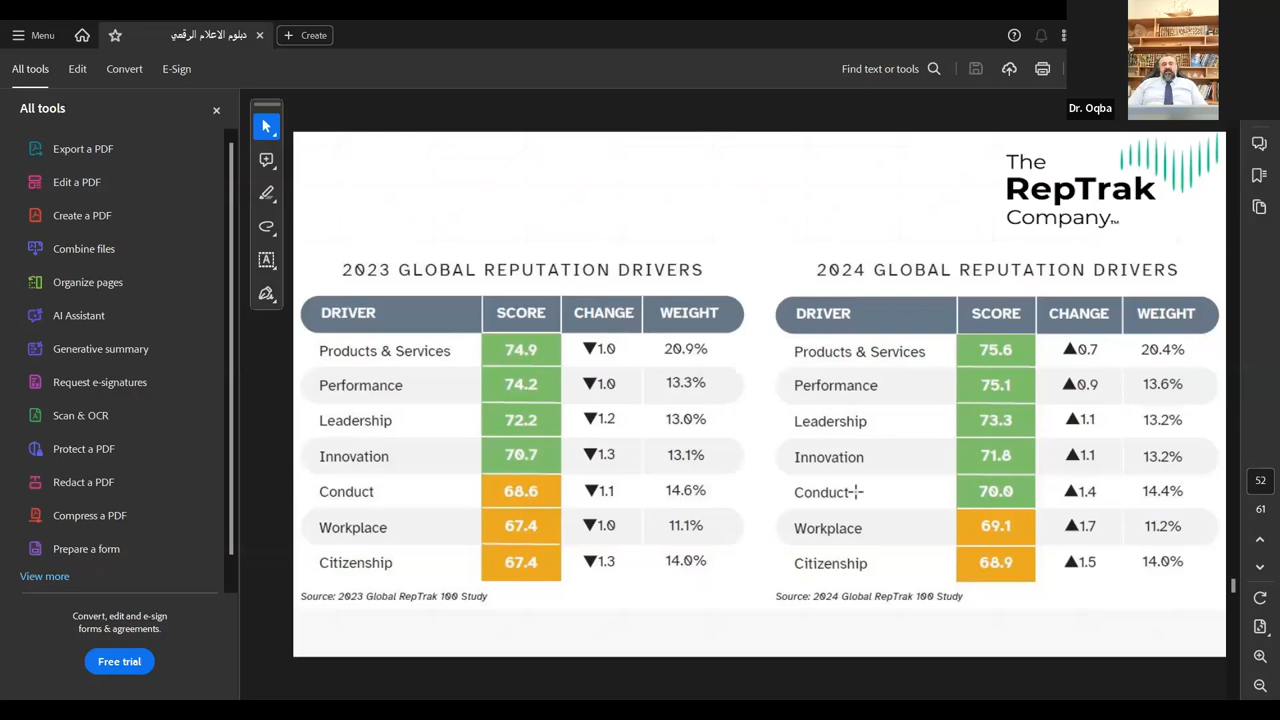 Menu
دبلوم الاعلام الرقمي
Create
All tools
Edit
Convert
E-Sign
Find text or tools
Dr. Oqba
All tools
Export a PDF
Edit a PDF
Create a PDF
Combine files
Organize pages
AI Assistant
Generative summary
Request e-signatures
Scan & OCR
Protect a PDF
Redact a PDF
Compress a PDF
Prepare a form
View more
Convert, edit and e-sign
forms & agreements.
Free trial
The
RepTrak
Company™
2023 GLOBAL REPUTATION DRIVERS
DRIVER SCORE CHANGE WEIGHT
Products & Services 74.9 ▼1.0 20.9%
Performance 74.2 ▼1.0 13.3%
Leadership 72.2 ▼1.2 13.0%
Innovation 70.7 ▼1.3 13.1%
Conduct 68.6 ▼1.1 14.6%
Workplace 67.4 ▼1.0 11.1%
Citizenship 67.4 ▼1.3 14.0%
Source: 2023 Global RepTrak 100 Study
2024 GLOBAL REPUTATION DRIVERS
DRIVER SCORE CHANGE WEIGHT
Products & Services 75.6 ▲0.7 20.4%
Performance 75.1 ▲0.9 13.6%
Leadership 73.3 ▲1.1 13.2%
Innovation 71.8 ▲1.1 13.2%
Conduct 70.0 ▲1.4 14.4%
Workplace 69.1 ▲1.7 11.2%
Citizenship 68.9 ▲1.5 14.0%
Source: 2024 Global RepTrak 100 Study
52
61